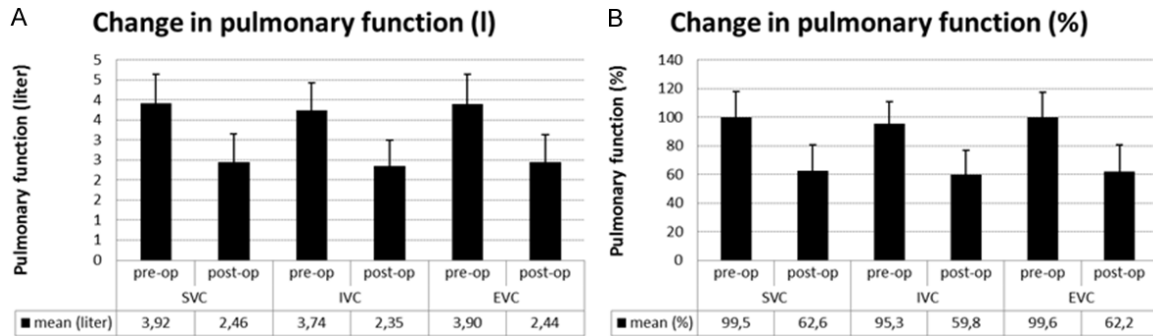 A
Change in pulmonary function (l)
Pulmonary function (liter)
5
5
4
4
3
3
2
2
1
1
0
pre-op post-op pre-op post-op pre-op post-op
SVC IVC EVC
mean (liter) 3,92 2,46 3,74 2,35 3,90 2,44
B
Change in pulmonary function (%)
Pulmonary function (%)
140
120
100
80
60
40
20
0
pre-op post-op pre-op post-op pre-op post-op
SVC IVC EVC
mean (%) 99,5 62,6 95,3 59,8 99,6 62,2